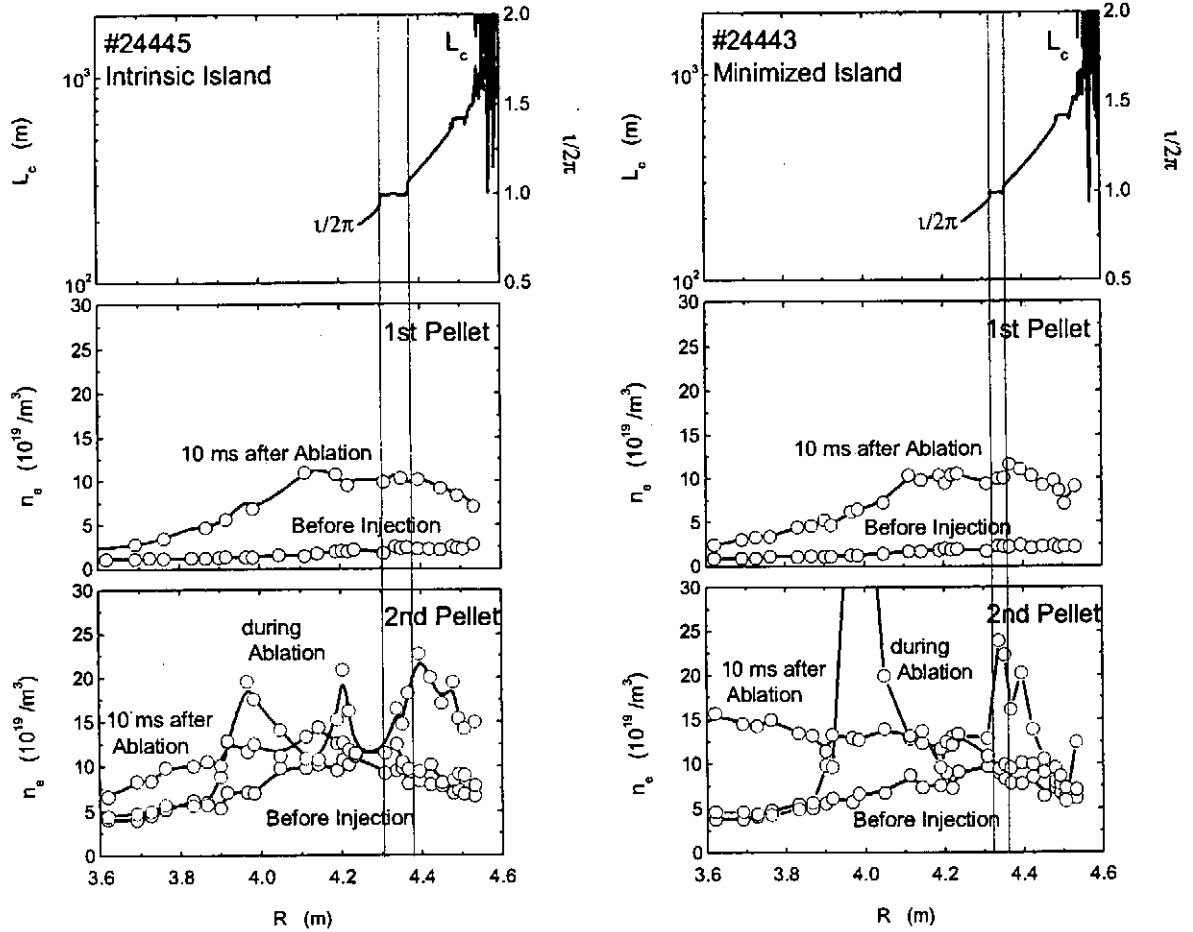 #24445
Intrinsic Island
L_c
ι/2π
10^3
10^2
L_c (m)
2.0
1.5
1.0
0.5
ι/2π
1st Pellet
10 ms after Ablation
Before Injection
30
25
20
15
10
5
0
n_e (10^19 /m^3)
2nd Pellet
during
Ablation
10 ms after
Ablation
Before Injection
30
25
20
15
10
5
0
n_e (10^19 /m^3)
3.6 3.8 4.0 4.2 4.4 4.6
R (m)
#24443
Minimized Island
L_c
ι/2π
10^3
10^2
L_c (m)
2.0
1.5
1.0
0.5
ι/2π
1st Pellet
10 ms after Ablation
Before Injection
30
25
20
15
10
5
0
n_e (10^19 /m^3)
2nd Pellet
during
Ablation
10 ms after
Ablation
Before Injection
30
25
20
15
10
5
0
n_e (10^19 /m^3)
3.6 3.8 4.0 4.2 4.4 4.6
R (m)